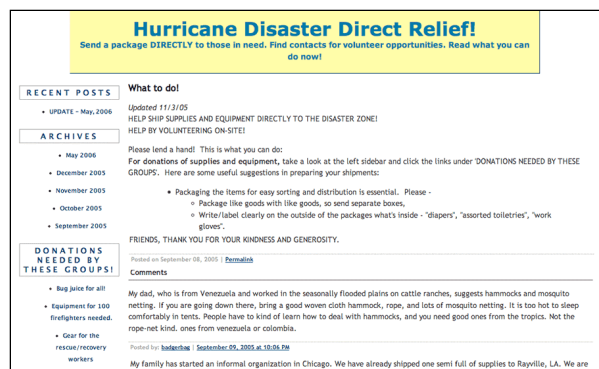 Hurricane Disaster Direct Relief!
Send a package DIRECTLY to those in need. Find contacts for volunteer opportunities. Read what you can
do now!
RECENT POSTS
UPDATE – May, 2006
ARCHIVES
May 2006
December 2005
November 2005
October 2005
September 2005
DONATIONS
NEEDED BY
THESE GROUPS!
Bug juice for all!
Equipment for 100
firefighters needed.
Gear for the
rescue/recovery
workers
What to do!
Updated 11/3/05
HELP SHIP SUPPLIES AND EQUIPMENT DIRECTLY TO THE DISASTER ZONE!
HELP BY VOLUNTEERING ON-SITE!
Please lend a hand! This is what you can do:
For donations of supplies and equipment, take a look at the left sidebar and click the links under 'DONATIONS NEEDED BY THESE
GROUPS'. Here are some useful suggestions in preparing your shipments:
Packaging the items for easy sorting and distribution is essential. Please -
Package like goods with like goods, so send separate boxes,
Write/label clearly on the outside of the packages what's inside - "diapers", "assorted toiletries", "work
gloves".
FRIENDS, THANK YOU FOR YOUR KINDNESS AND GENEROSITY.
Posted on September 08, 2005 | Permalink
Comments
My dad, who is from Venezuela and worked in the seasonally flooded plains on cattle ranches, suggests hammocks and mosquito
netting. If you are going down there, bring a good woven cloth hammock, rope, and lots of mosquito netting. It is too hot to sleep
comfortably in tents. People have to kind of learn how to deal with hammocks, and you need good ones from the tropics. Not the
rope-net kind. ones from venezuela or colombia.
Posted by: badgerbag | September 09, 2005 at 10:06 PM
My family has started an informal organization in Chicago. We have already shipped one semi full of supplies to Rayville, LA. We are